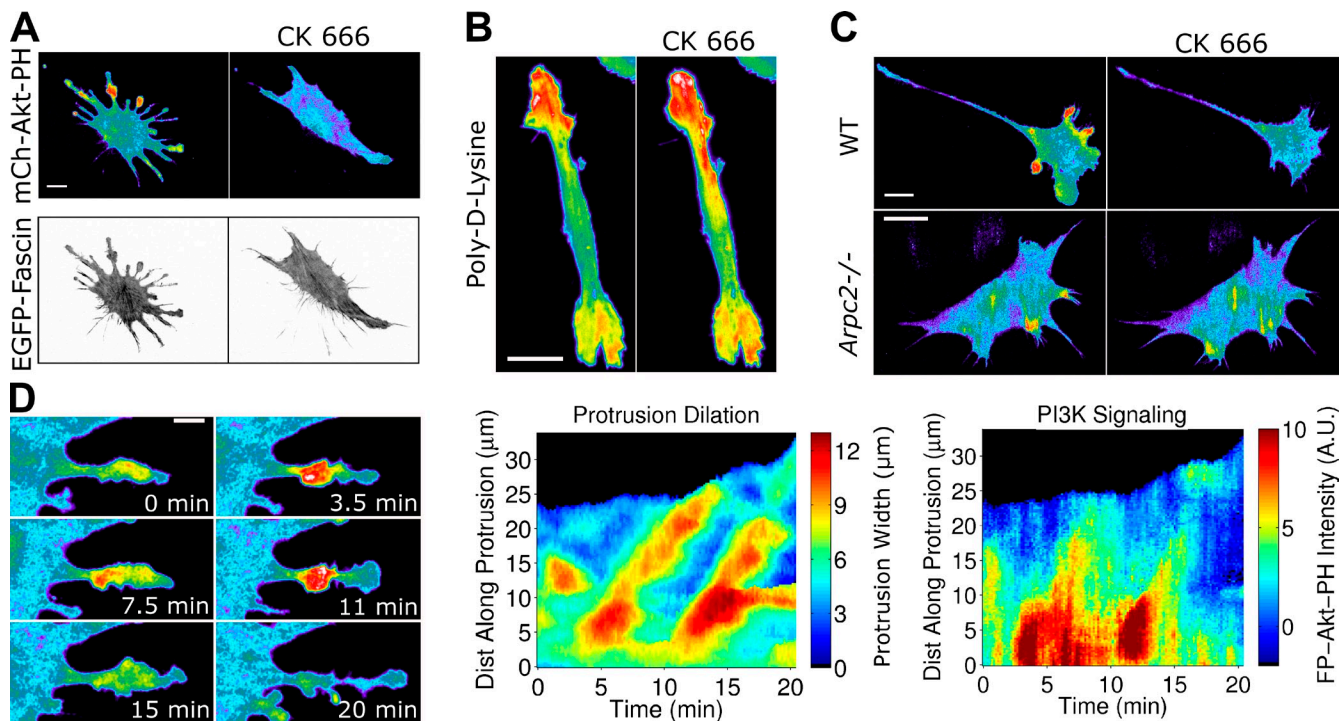 A
CK 666
mCh-Akt-PH
EGFP-Fascin
B
CK 666
Poly-D-Lysine
C
CK 666
WT
Arpc2-/-
D
0 min
3.5 min
7.5 min
11 min
15 min
20 min
Protrusion Dilation
Dist Along Protrusion (μm)
30
25
20
15
10
5
0
0
5
10
15
20
Time (min)
12
9
6
3
0
Protrusion Width (μm)
PI3K Signaling
Dist Along Protrusion (μm)
30
25
20
15
10
5
0
0
5
10
15
20
Time (min)
10
5
0
FP-Akt-PH Intensity (A.U.)